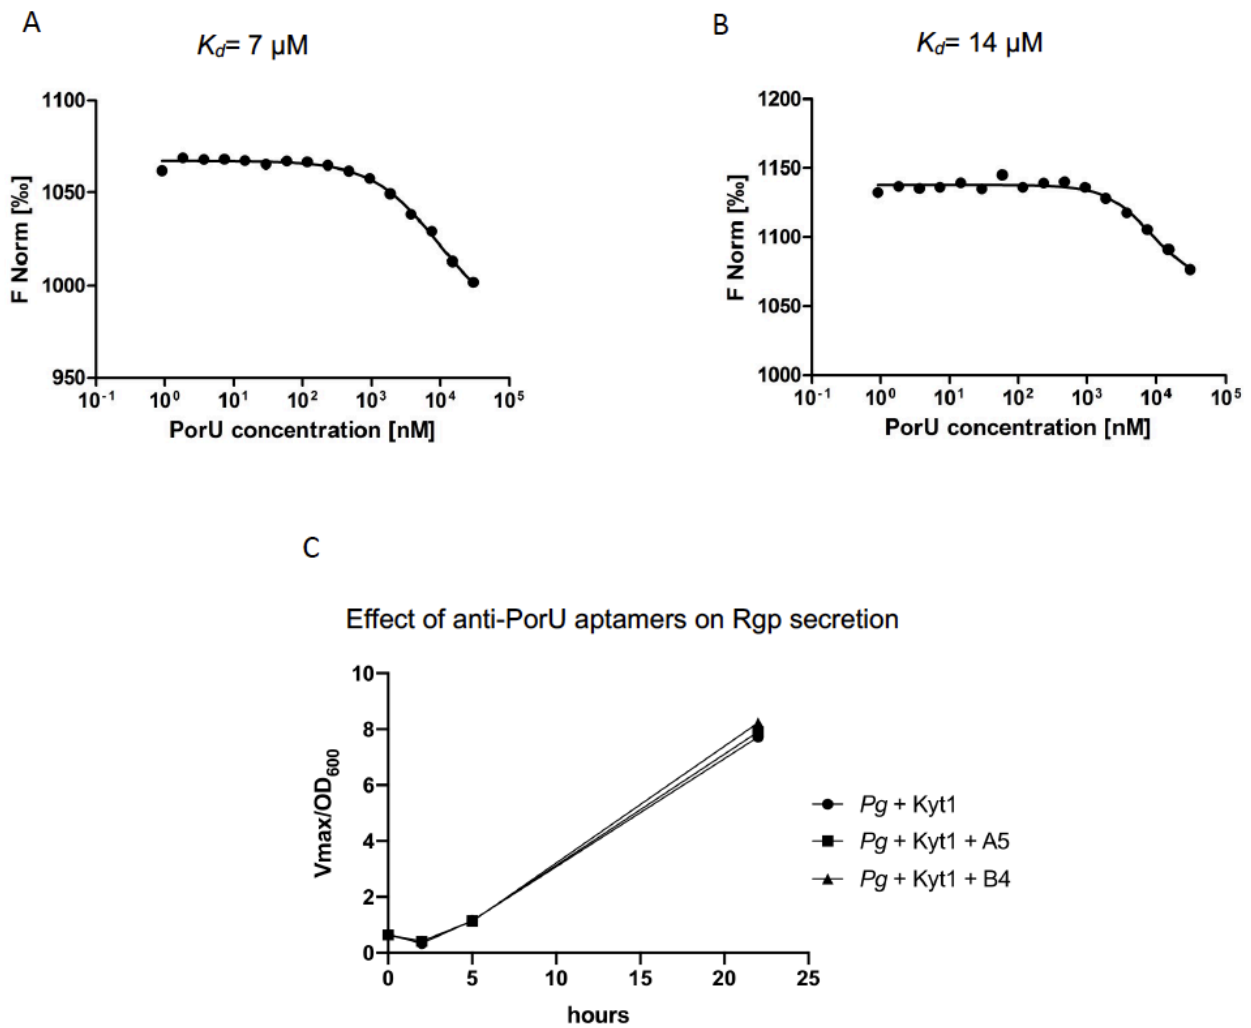 A
B
K_d= 7 µM
K_d= 14 µM
1100
1050
1000
950
F Norm [‰]
10⁻¹ 10⁰ 10¹ 10² 10³ 10⁴ 10⁵
PorU concentration [nM]
1200
1150
1100
1050
1000
F Norm [‰]
10⁻¹ 10⁰ 10¹ 10² 10³ 10⁴ 10⁵
PorU concentration [nM]
C
Effect of anti-PorU aptamers on Rgp secretion
10
8
6
4
2
0
Vmax/OD₆₀₀
0 5 10 15 20 25
hours
Pg + Kyt1
Pg + Kyt1 + A5
Pg + Kyt1 + B4